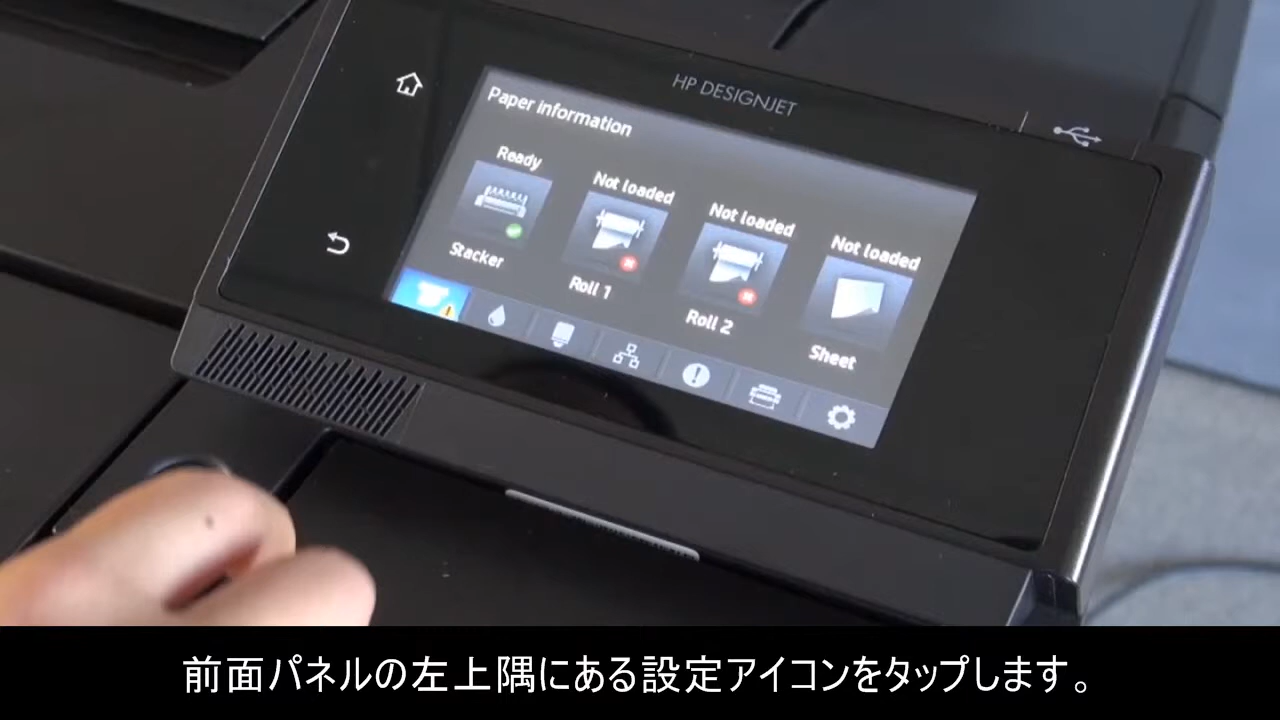 HP DESIGNJET
Paper information
Ready
Not loaded
Not loaded
Not loaded
Stacker
Roll 1
Roll 2
Sheet
前面パネルの左上隅にある設定アイコンをタップします。